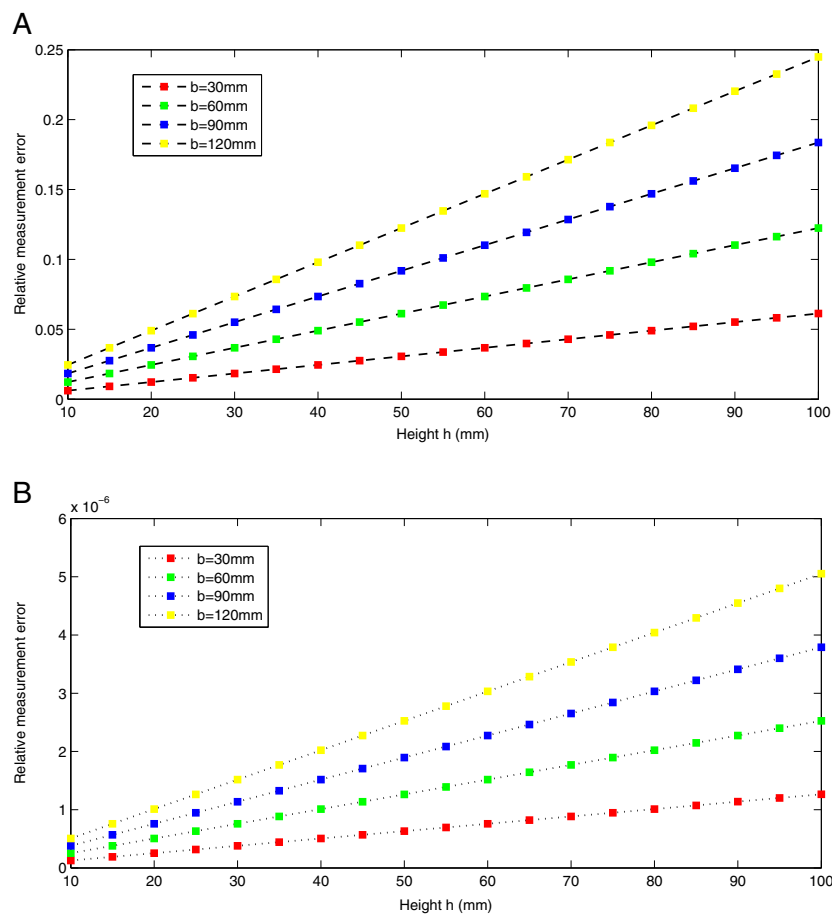 A
0.25
0.2
0.15
0.1
0.05
0
Relative measurement error
b=30mm
b=60mm
b=90mm
b=120mm
10 20 30 40 50 60 70 80 90 100
Height h (mm)
B
x 10⁻⁶
6
5
4
3
2
1
0
Relative measurement error
b=30mm
b=60mm
b=90mm
b=120mm
10 20 30 40 50 60 70 80 90 100
Height h (mm)